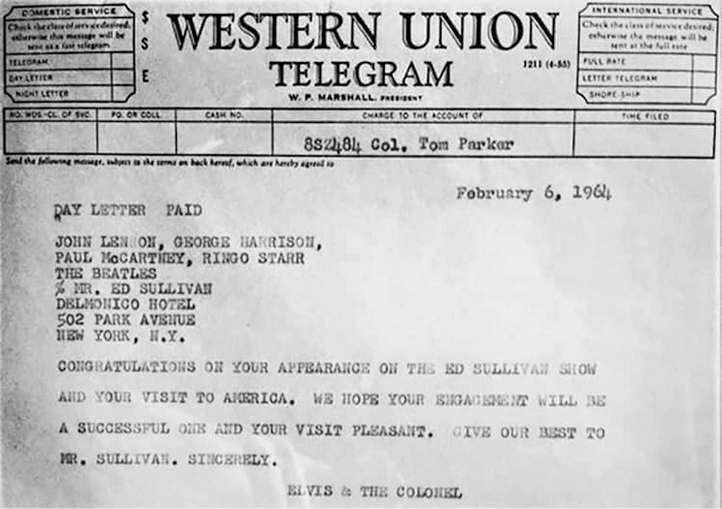 DOMESTIC SERVICE
Check the class of service desired;
otherwise this message will be
sent as a fast telegram
TELEGRAM
DAY LETTER
NIGHT LETTER
$
S
E
WESTERN UNION
TELEGRAM
1211 (4-55)
W. P. MARSHALL, PRESIDENT
INTERNATIONAL SERVICE
Check the class of service desired;
otherwise the message will be
sent at the full rate
FULL RATE
LETTER TELEGRAM
SHORE-SHIP
NO. WDS.-CL. OF SVC. PD. OR COLL. CASH NO. CHARGE TO THE ACCOUNT OF TIME FILED
8SZ484 Col. Tom Parker
Send the following message, subject to the terms on back hereof, which are hereby agreed to
February 6, 1964
DAY LETTER PAID
JOHN LENNON, GEORGE HARRISON,
PAUL McCARTNEY, RINGO STARR
THE BEATLES
% MR. ED SULLIVAN
DELMONICO HOTEL
502 PARK AVENUE
NEW YORK, N.Y.
CONGRATULATIONS ON YOUR APPEARANCE ON THE ED SULLIVAN SHOW
AND YOUR VISIT TO AMERICA. WE HOPE YOUR ENGAGEMENT WILL BE
A SUCCESSFUL ONE AND YOUR VISIT PLEASANT. GIVE OUR BEST TO
MR. SULLIVAN. SINCERELY.
ELVIS & THE COLONEL